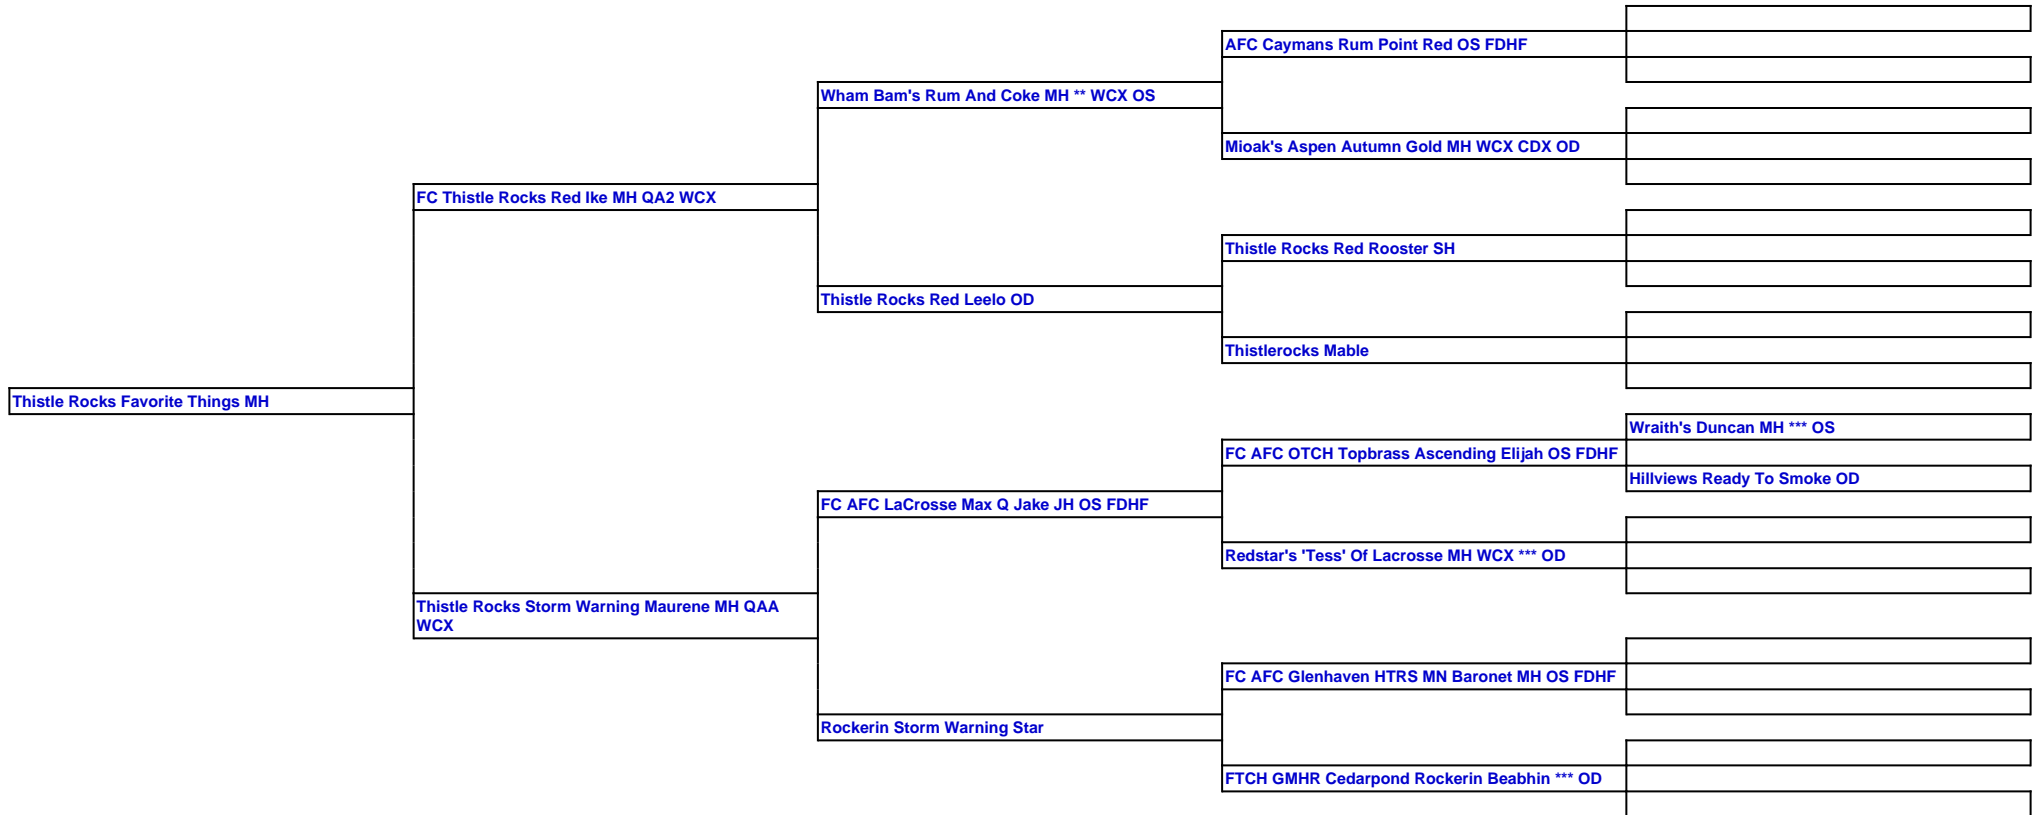 AFC Caymans Rum Point Red OS FDHF
Wham Bam's Rum And Coke MH ** WCX OS
Mioak's Aspen Autumn Gold MH WCX CDX OD
FC Thistle Rocks Red Ike MH QA2 WCX
Thistle Rocks Red Rooster SH
Thistle Rocks Red Leelo OD
Thistlerocks Mable
Thistle Rocks Favorite Things MH
Wraith's Duncan MH *** OS
FC AFC OTCH Topbrass Ascending Elijah OS FDHF
Hillviews Ready To Smoke OD
FC AFC LaCrosse Max Q Jake JH OS FDHF
Redstar's 'Tess' Of Lacrosse MH WCX *** OD
Thistle Rocks Storm Warning Maurene MH QAA
WCX
FC AFC Glenhaven HTRS MN Baronet MH OS FDHF
Rockerin Storm Warning Star
FTCH GMHR Cedarpond Rockerin Beabhin *** OD